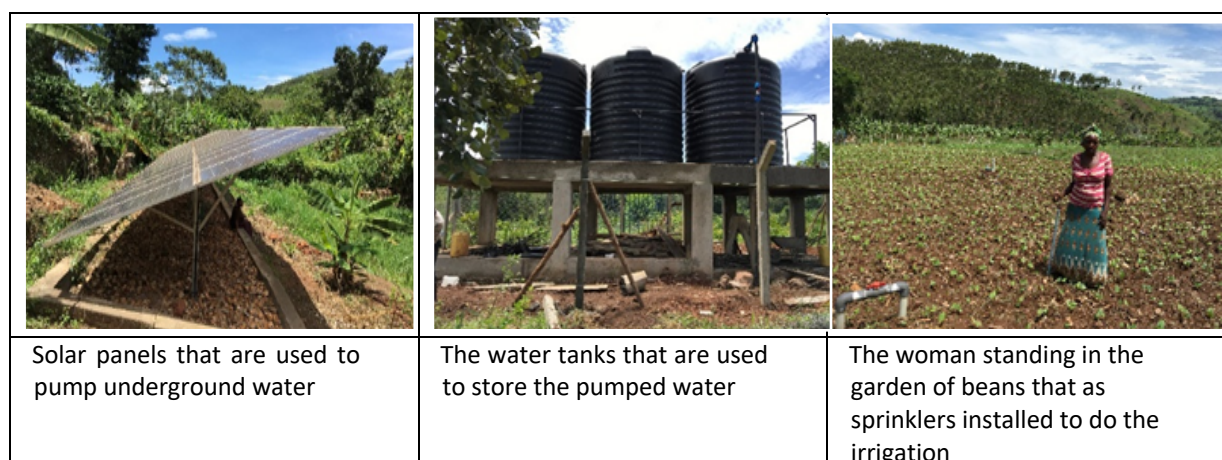 Solar panels that are used to
pump underground water
The water tanks that are used
to store the pumped water
The woman standing in the
garden of beans that as
sprinklers installed to do the
irrigation